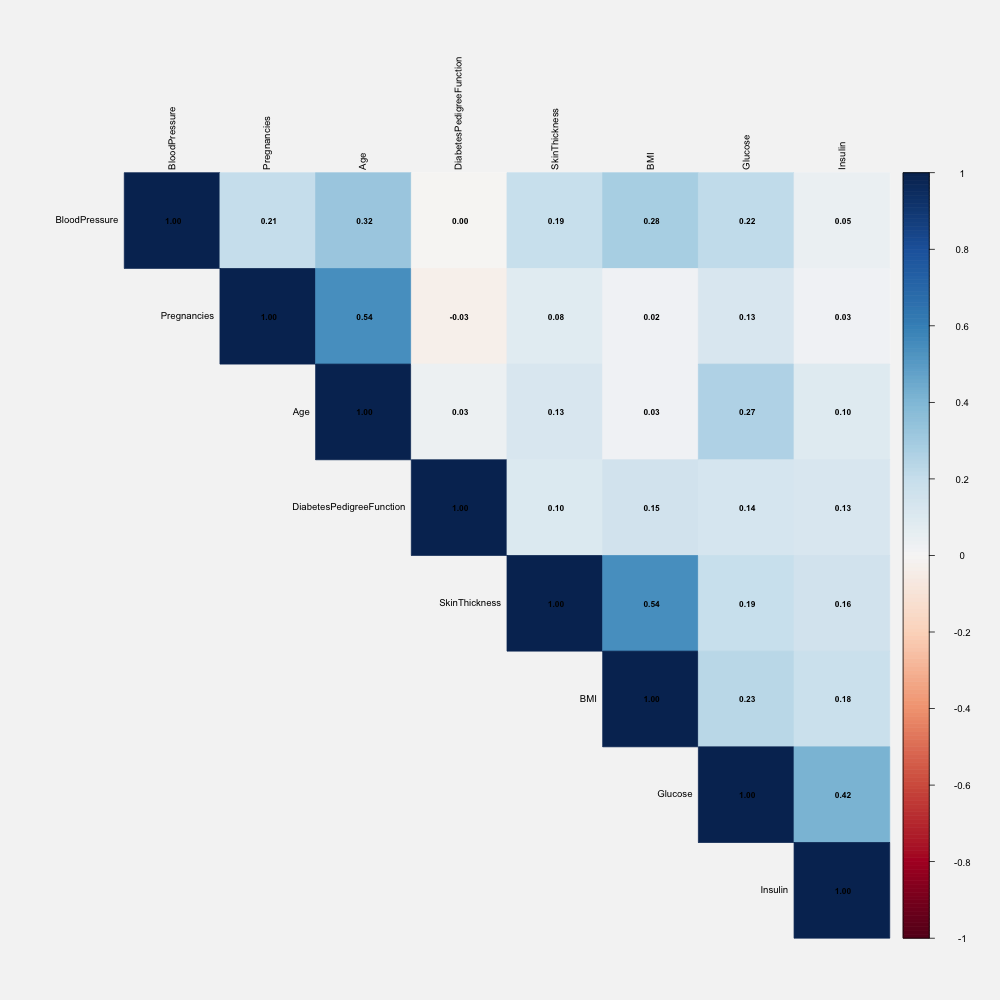 BloodPressure Pregnancies Age DiabetesPedigreeFunction SkinThickness BMI Glucose Insulin
BloodPressure 1.00 0.21 0.32 0.00 0.19 0.28 0.22 0.05
Pregnancies 1.00 0.54 -0.03 0.08 0.02 0.13 0.03
Age 1.00 0.03 0.13 0.03 0.27 0.10
DiabetesPedigreeFunction 1.00 0.10 0.15 0.14 0.13
SkinThickness 1.00 0.54 0.19 0.16
BMI 1.00 0.23 0.18
Glucose 1.00 0.42
Insulin 1.00
1
0.8
0.6
0.4
0.2
0
-0.2
-0.4
-0.6
-0.8
-1